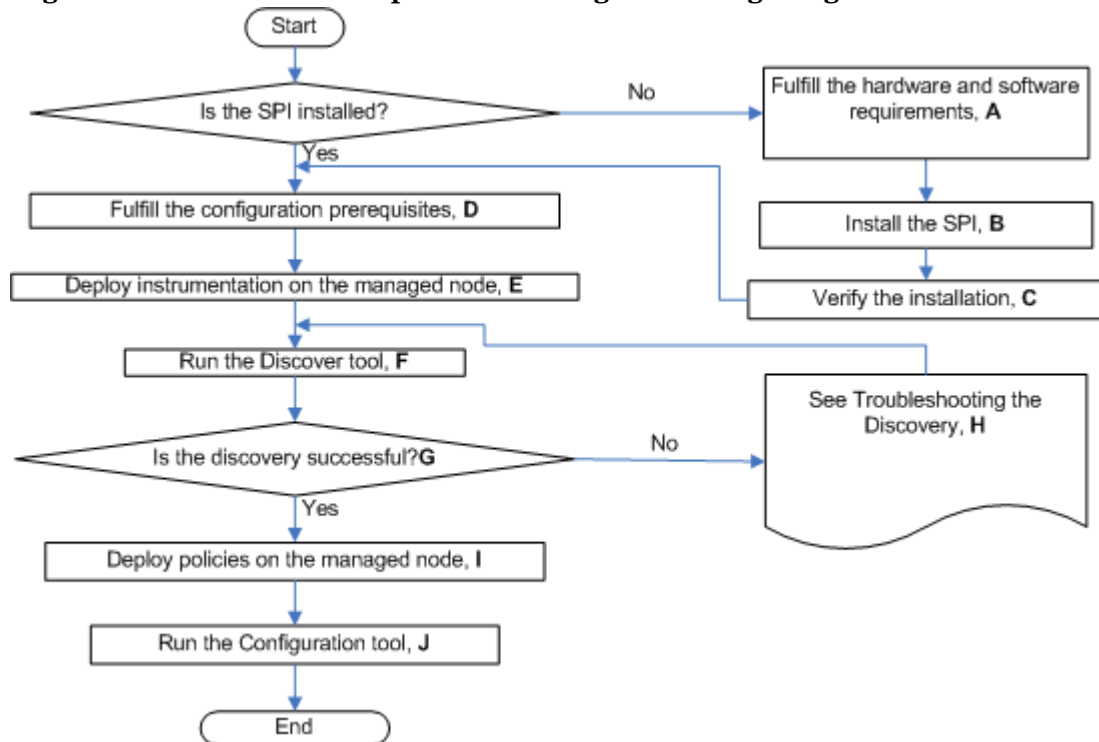 Start
Is the SPI installed?
No
Fulfill the hardware and software
requirements, A
Yes
Fulfill the configuration prerequisites, D
Install the SPI, B
Deploy instrumentation on the managed node, E
Verify the installation, C
Run the Discover tool, F
See Troubleshooting the
Discovery, H
Is the discovery successful?G
No
Yes
Deploy policies on the managed node, I
Run the Configuration tool, J
End